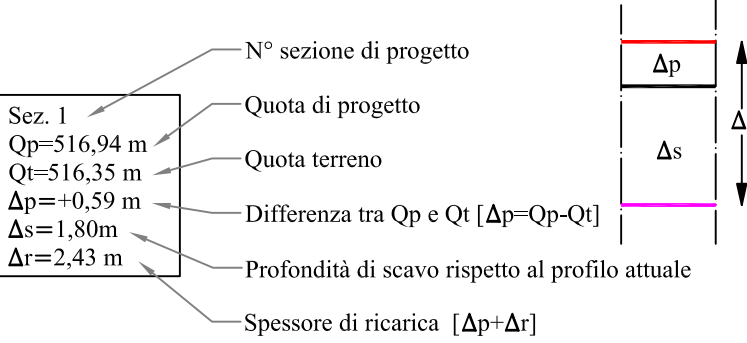 N° sezione di progetto
Sez. 1
Quota di progetto
Qp=516,94 m
Quota terreno
Qt=516,35 m
Δp=+0,59 m
Differenza tra Qp e Qt [Δp=Qp-Qt]
Δs=1,80m
Profondità di scavo rispetto al profilo attuale
Δr=2,43 m
Spessore di ricarica [Δp+Δr]
Δp
Δ
Δs